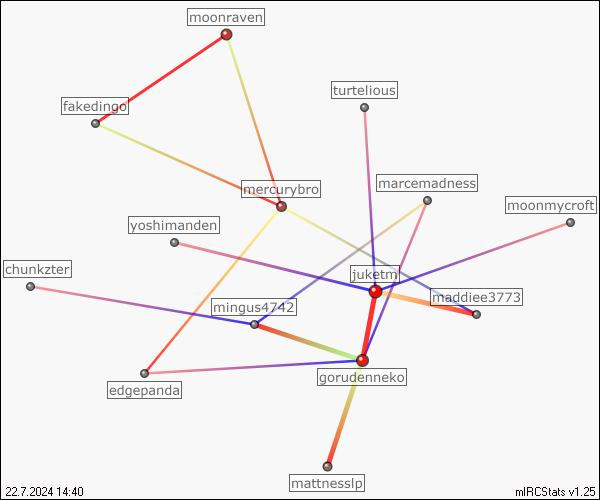 moonraven
turtelious
fakedingo
marcemadness
mercurybro
moonmycroft
yoshimanden
chunkzter
juketm
maddiee3773
mingus4742
gorudenneko
edgepanda
mattnesslp
22.7.2024 14:40
mIRCStats v1.25